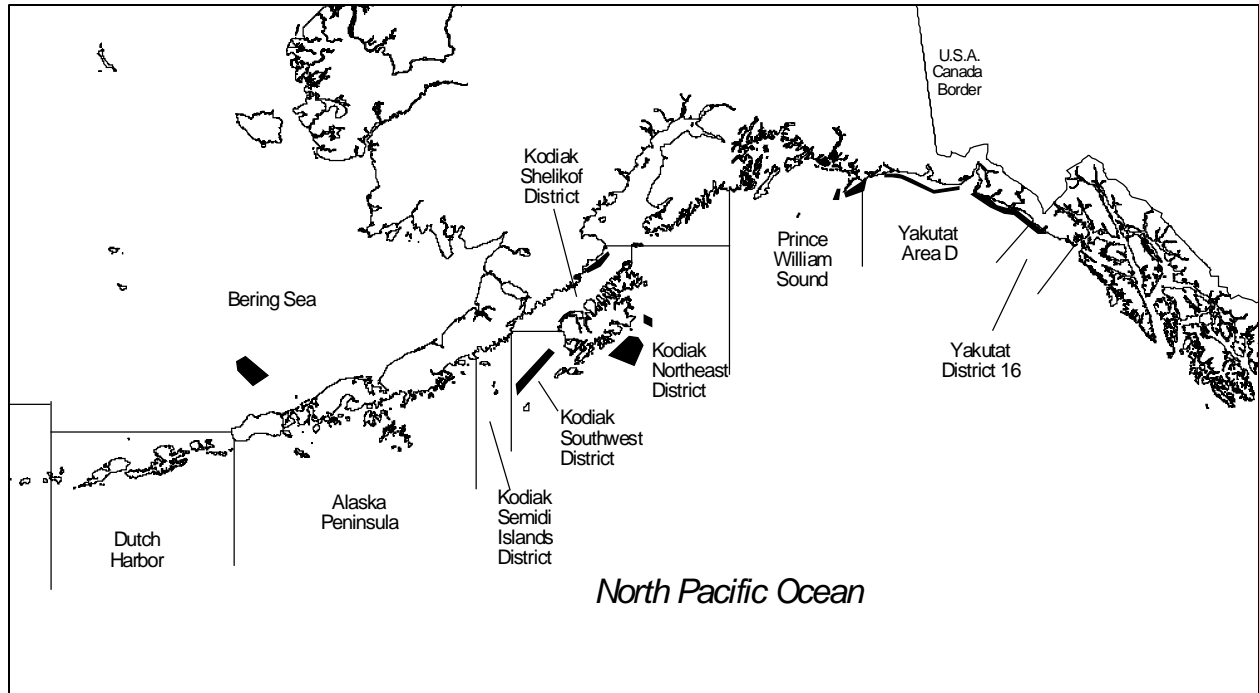 U.S.A.
Canada
Border
Kodiak
Shelikof
District
Prince
William
Sound
Yakutat
Area D
Bering Sea
Kodiak
Northeast
District
Yakutat
District 16
Kodiak
Southwest
District
Alaska
Peninsula
Kodiak
Semidi
Islands
District
Dutch
Harbor
North Pacific Ocean